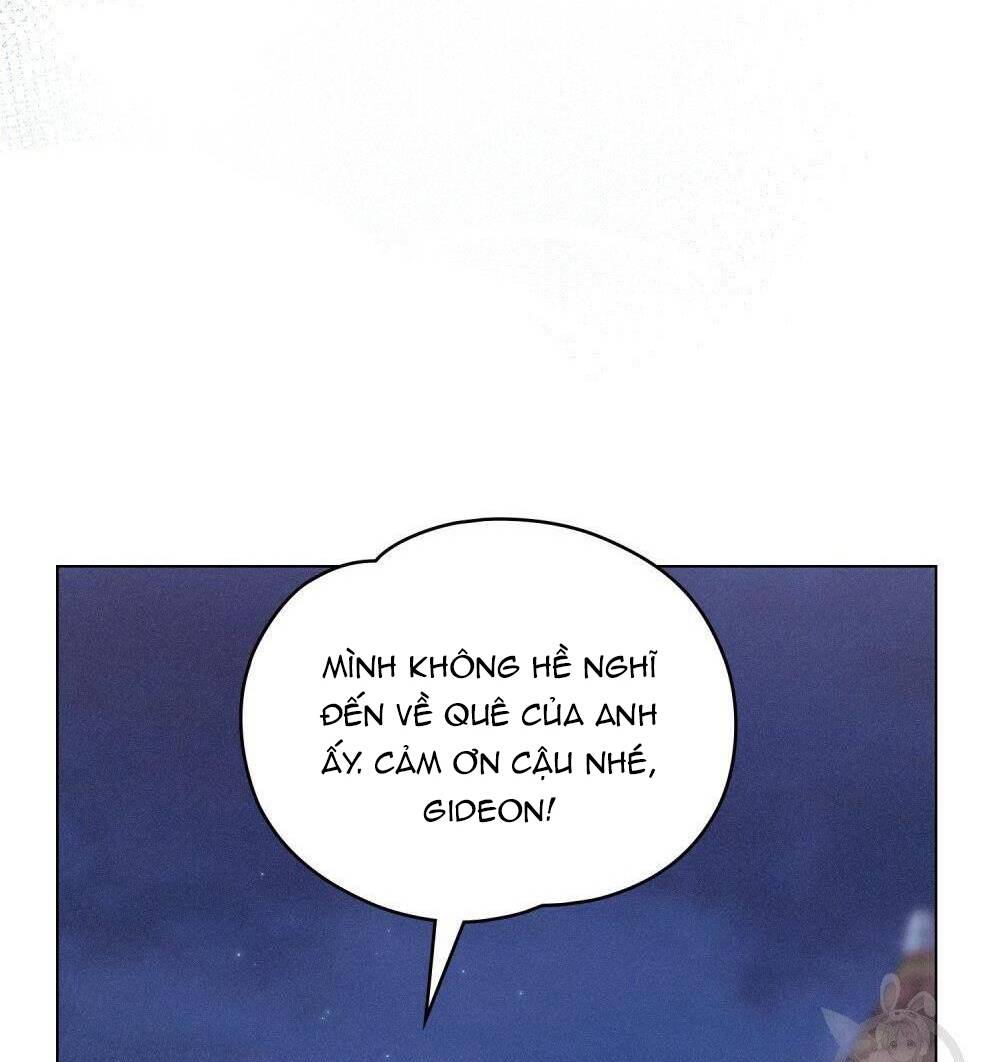 MÌNH KHÔNG HỀ NGHĨ
ĐẾN VỀ QUÊ CỦA ANH
ẤY. CẢM ƠN CẬU NHÉ,
GIDEON!